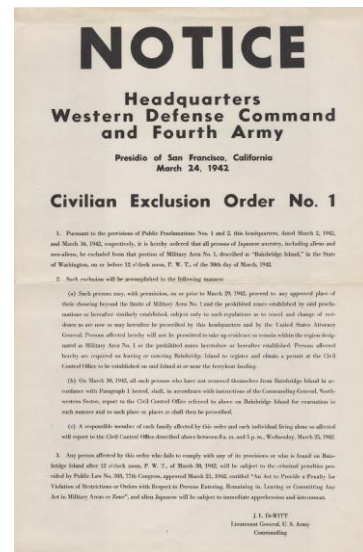 NOTICE
Headquarters
Western Defense Command
and Fourth Army
Presidio of San Francisco, California
March 24, 1942
Civilian Exclusion Order No. 1
1. Pursuant to the provisions of Public Proclamations Nos. 1 and 2, this headquarters, dated March 2, 1942,
and March 16, 1942, respectively, it is hereby ordered that all persons of Japanese ancestry, including aliens and
non-aliens, be excluded from that portion of Military Area No. 1, described as "Bainbridge Island," in the State
of Washington, on or before 12 o'clock noon, P. W. T., of the 30th day of March, 1942.
2. Such exclusion will be accomplished in the following manner:
(a) Such persons may, with permission, on or prior to March 29, 1942, proceed to any approved place of
their choosing beyond the limits of Military Area No. 1 and the prohibited zones established by said procla-
mations or hereafter similarly established, subject only to such regulations as to travel and change of resi-
dence as are now or may hereafter be prescribed by this headquarters and by the United States Attorney
General. Persons affected hereby will not be permitted to take up residence or remain within the region desig-
nated as Military Area No. 1 or the prohibited zones heretofore or hereafter established. Persons affected
hereby are required on leaving or entering Bainbridge Island to register and obtain a permit at the Civil
Control Office to be established on said Island at or near the ferryboat landing.
(b) On March 30, 1942, all such persons who have not removed themselves from Bainbridge Island in ac-
cordance with Paragraph 1 hereof, shall, in accordance with instructions of the Commanding General, North-
western Sector, report to the Civil Control Office referred to above on Bainbridge Island for evacuation in
such manner and to such place or places as shall then be prescribed.
(c) A responsible member of each family affected by this order and each individual living alone so affected
will report to the Civil Control Office described above between 8 a. m. and 5 p. m., Wednesday, March 25, 1942.
3. Any person affected by this order who fails to comply with any of its provisions or who is found on Bain-
bridge Island after 12 o'clock noon, P. W. T., of March 30, 1942, will be subject to the criminal penalties pro-
vided by Public Law No. 503, 77th Congress, approved March 21, 1942, entitled "An Act to Provide a Penalty for
Violation of Restrictions or Orders with Respect to Persons Entering, Remaining in, Leaving or Committing Any
Act in Military Areas or Zone", and alien Japanese will be subject to immediate apprehension and internment.
J. L. DeWITT
Lieutenant General, U. S. Army
Commanding